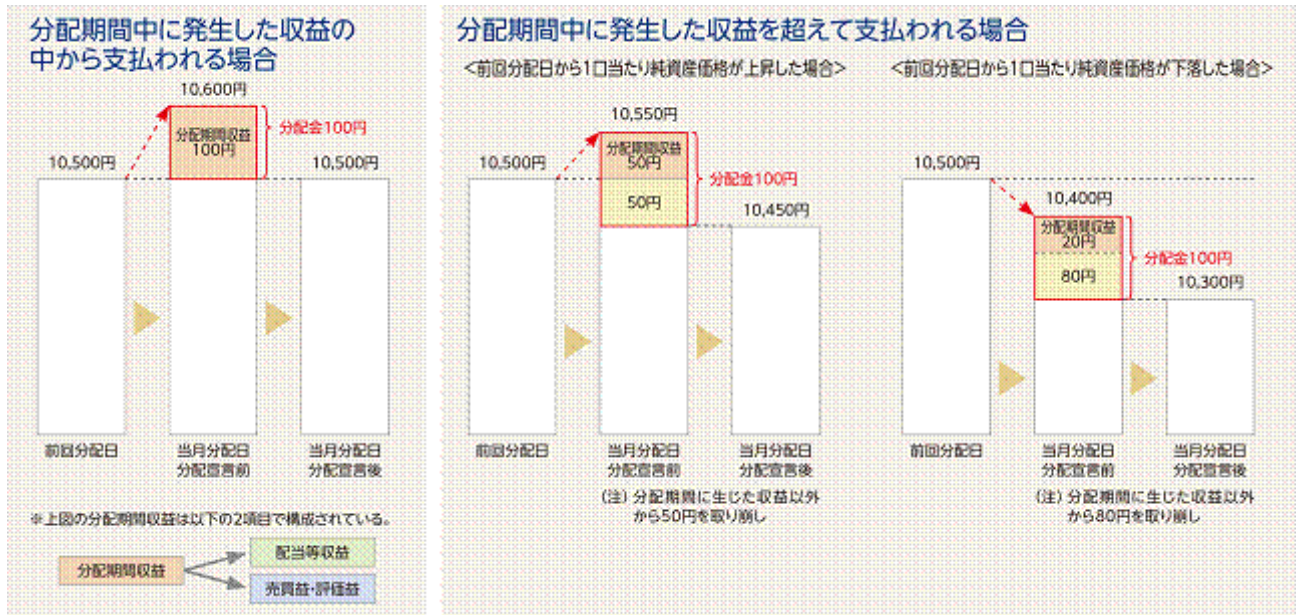 分配期間中に発生した収益の
中から支払われる場合
10,600円
分配期間収益
100円
分配金100円
10,500円
10,500円
前回分配日
当月分配日
分配宣言前
当月分配日
分配宣言後
※上図の分配期間収益は以下の2項目で構成されている。
分配期間収益
配当等収益
売買益・評価益
分配期間中に発生した収益を超えて支払われる場合
<前回分配日から1口当たり純資産価格が上昇した場合>
10,550円
10,500円
分配期間収益
50円
50円
分配金100円
10,450円
前回分配日
当月分配日
分配宣言前
当月分配日
分配宣言後
(注) 分配期間に生じた収益以外
から50円を取り崩し
<前回分配日から1口当たり純資産価格が下落した場合>
10,500円
10,400円
分配期間収益
20円
80円
分配金100円
10,300円
前回分配日
当月分配日
分配宣言前
当月分配日
分配宣言後
(注) 分配期間に生じた収益以外
から80円を取り崩し